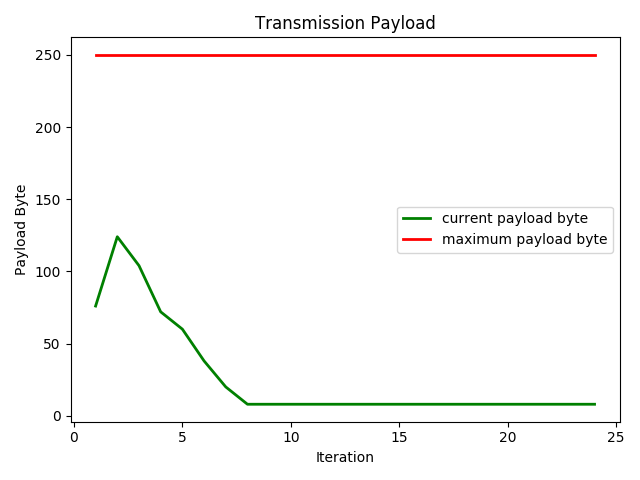 Transmission Payload
250
200
150
100
50
0
Payload Byte
current payload byte
maximum payload byte
0 5 10 15 20 25
Iteration